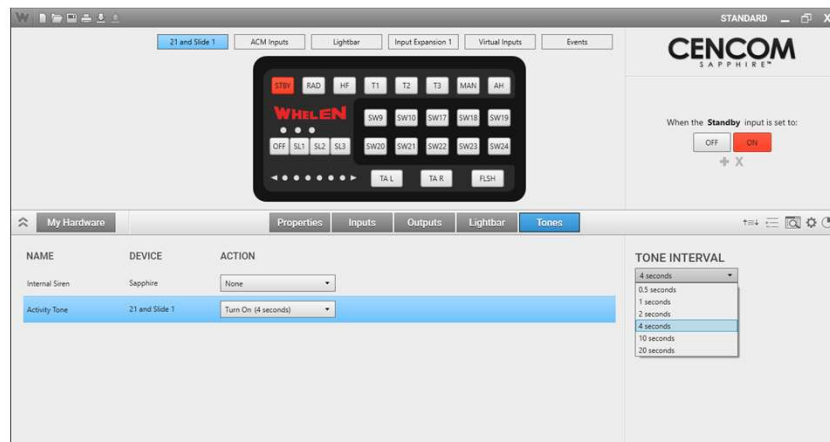 W
STANDARD
21 and Slide 1 ACM Inputs Lightbar Input Expansion 1 Virtual Inputs Events
CENCOM
SAPPHIRE™
STBY RAD HF T1 T2 T3 MAN AH
WHELEN
SW9 SW10 SW17 SW18 SW19
OFF SL1 SL2 SL3 SW20 SW21 SW22 SW23 SW24
TA L TA R FLSH
When the Standby input is set to:
OFF ON
My Hardware Properties Inputs Outputs Lightbar Tones
NAME DEVICE ACTION
Internal Siren Sapphire None
Activity Tone 21 and Slide 1 Turn On (4 seconds)
TONE INTERVAL
4 seconds
0.5 seconds
1 seconds
2 seconds
4 seconds
10 seconds
20 seconds